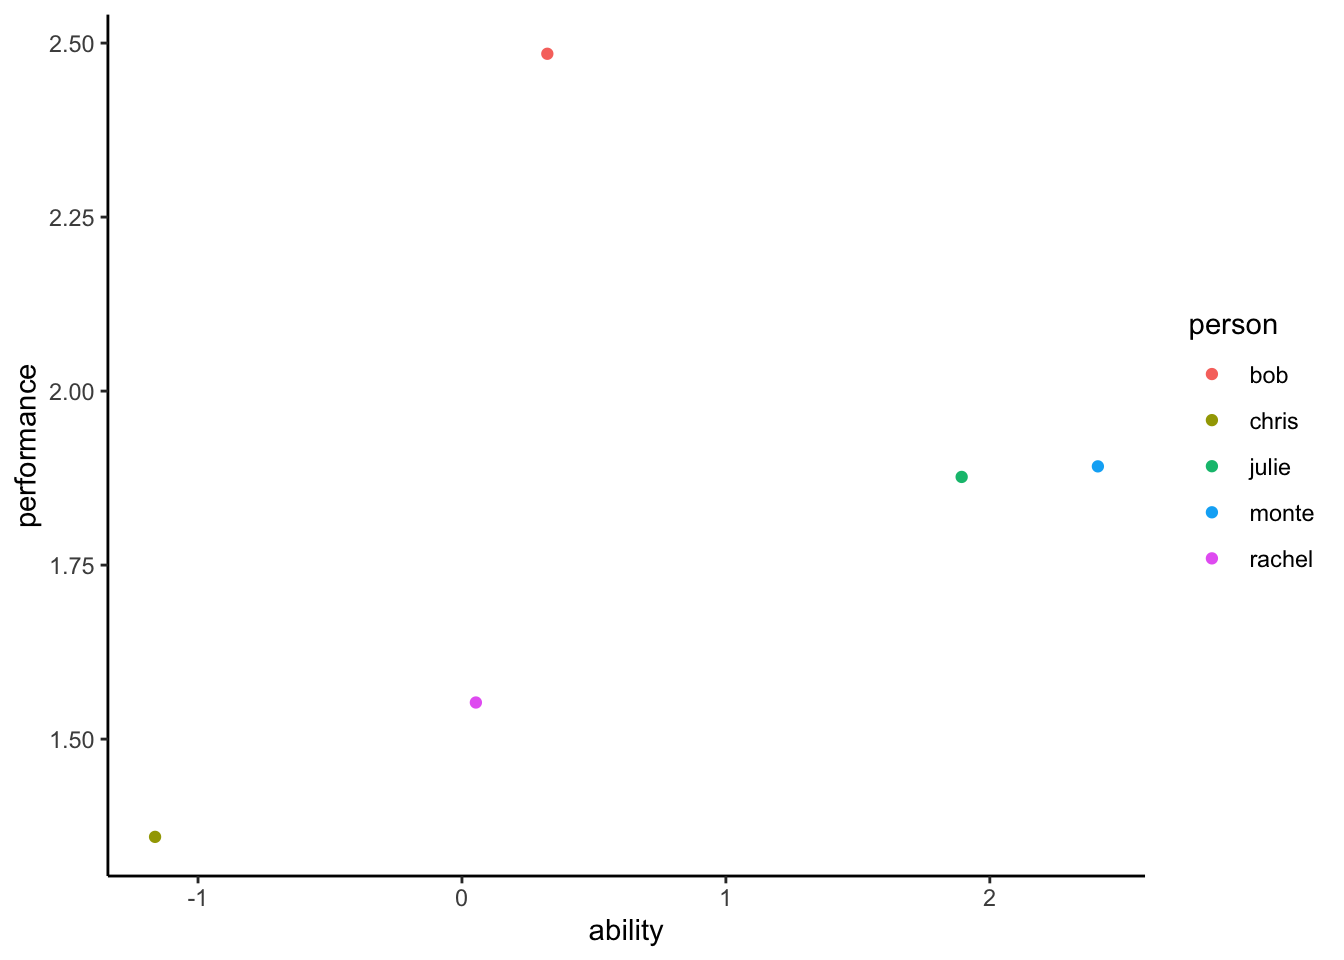 2.50
2.25
2.00
1.75
1.50
performance
-1
0
1
2
ability
person
bob
chris
julie
monte
rachel